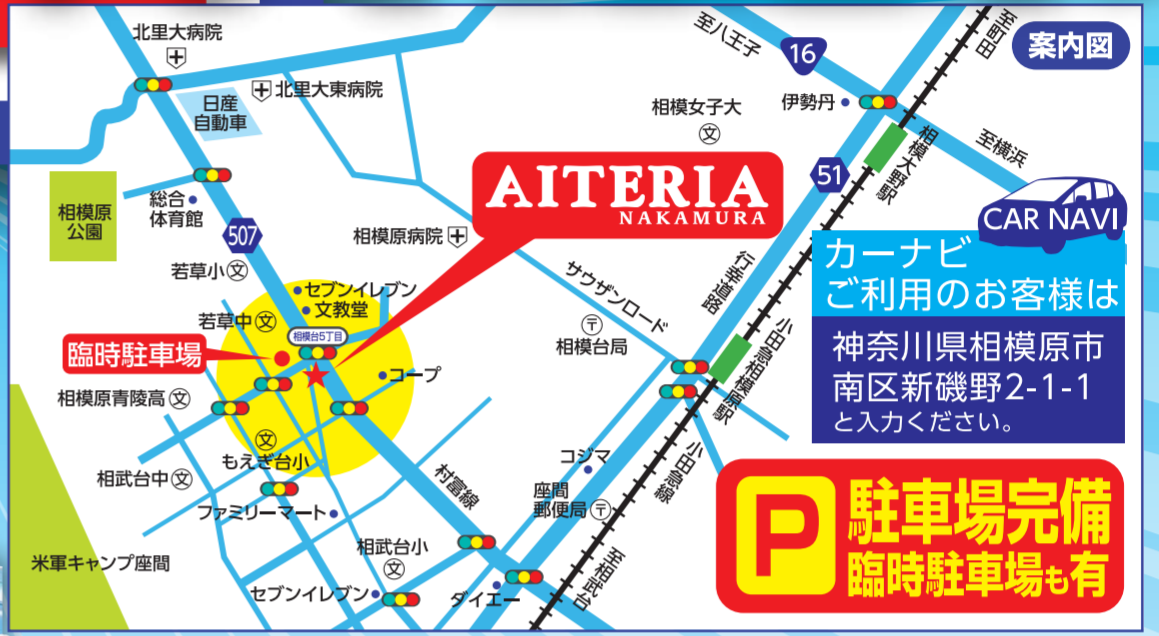 案内図
北里大病院
北里大東病院
日産
自動車
至八王子
16
至町田
伊勢丹
相模女子大
文
相模大野駅
至横浜
51
総合
体育館
相模原
公園
507
相模原病院
AITERIA
NAKAMURA
CAR NAVI
カーナビ
ご利用のお客様は
神奈川県相模原市
南区新磯野2-1-1
と入力ください。
若草小文
セブンイレブン
文教堂
若草中文
相模台5丁目
臨時駐車場
コープ
サウザンロード
行幸道路
〒
相模台局
小田急相模原駅
小田急線
相模原青陵高文
文
もえぎ台小
相武台中文
ファミリーマート
村富線
コジマ
座間
郵便局〒
至相武台
相武台小
文
セブンイレブン
ダイエー
米軍キャンプ座間
P
駐車場完備
臨時駐車場も有